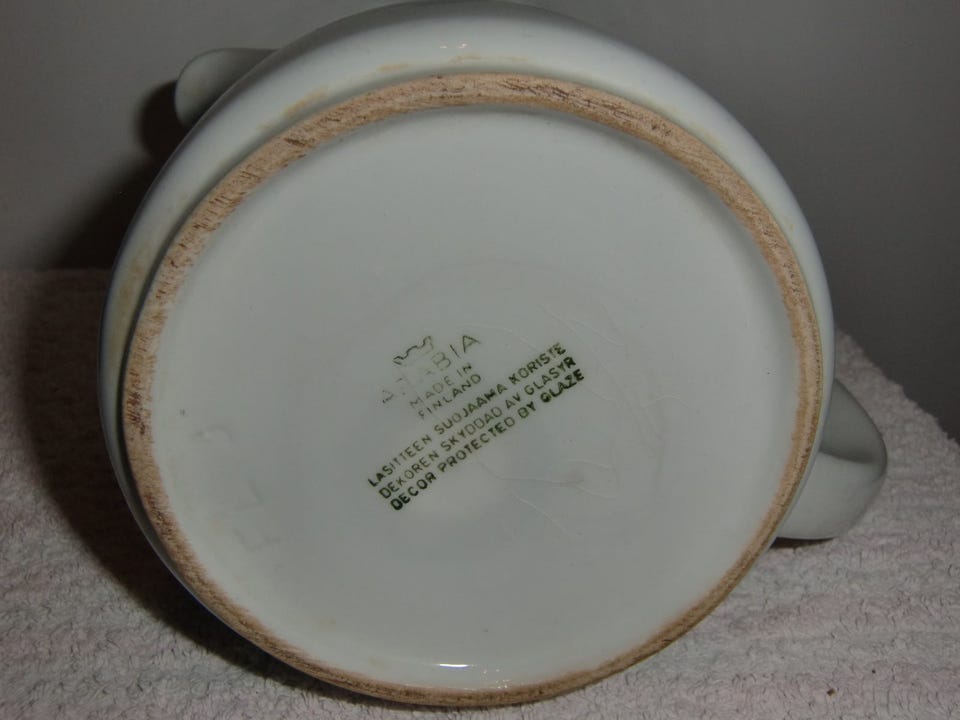 ARABIA
MADE IN
FINLAND
LASITTEEN SUOJAAMA KORISTE
DEKOREN SKYDDAD AV GLASYR
DECOR PROTECTED BY GLAZE